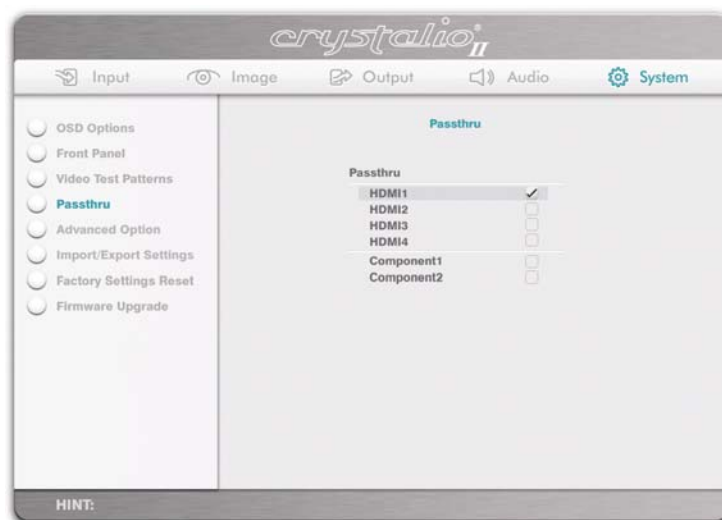 crystalio II
Input Image Output Audio System
OSD Options
Front Panel
Video Test Patterns
Passthru
Advanced Option
Import/Export Settings
Factory Settings Reset
Firmware Upgrade
Passthru
Passthru
HDMI1
HDMI2
HDMI3
HDMI4
Component1
Component2
HINT: